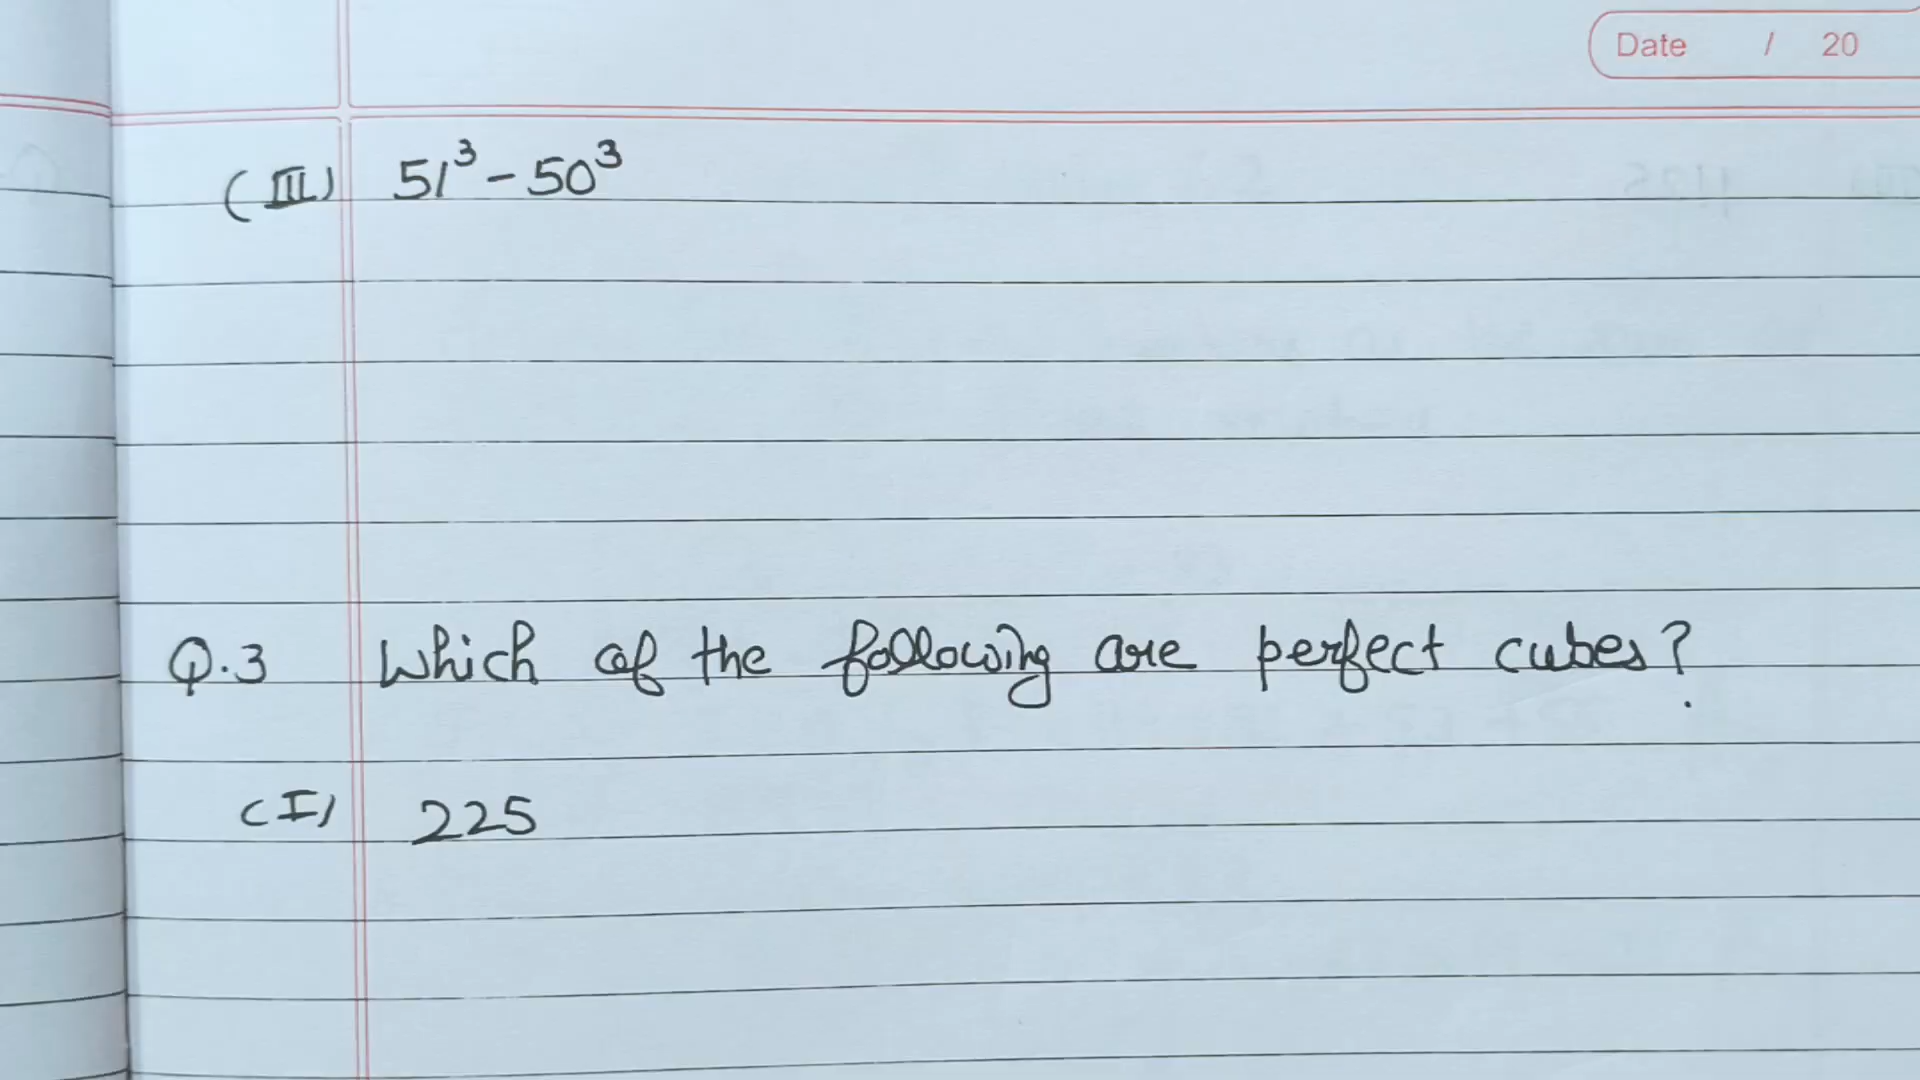 Date / 20
(III) 51³ - 50³
Q.3 Which of the following are perfect cubes?
(I) 225